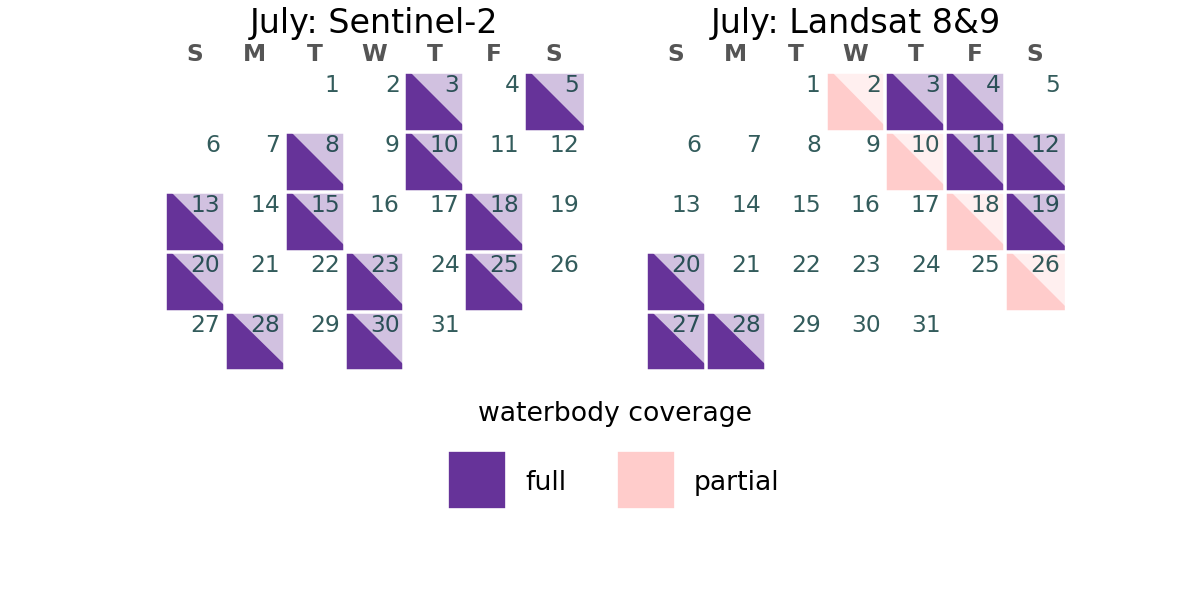 July: Sentinel-2
S M T W T F S
1 2 3 4 5
6 7 8 9 10 11 12
13 14 15 16 17 18 19
20 21 22 23 24 25 26
27 28 29 30 31
July: Landsat 8&9
S M T W T F S
1 2 3 4 5
6 7 8 9 10 11 12
13 14 15 16 17 18 19
20 21 22 23 24 25 26
27 28 29 30 31
waterbody coverage
full
partial